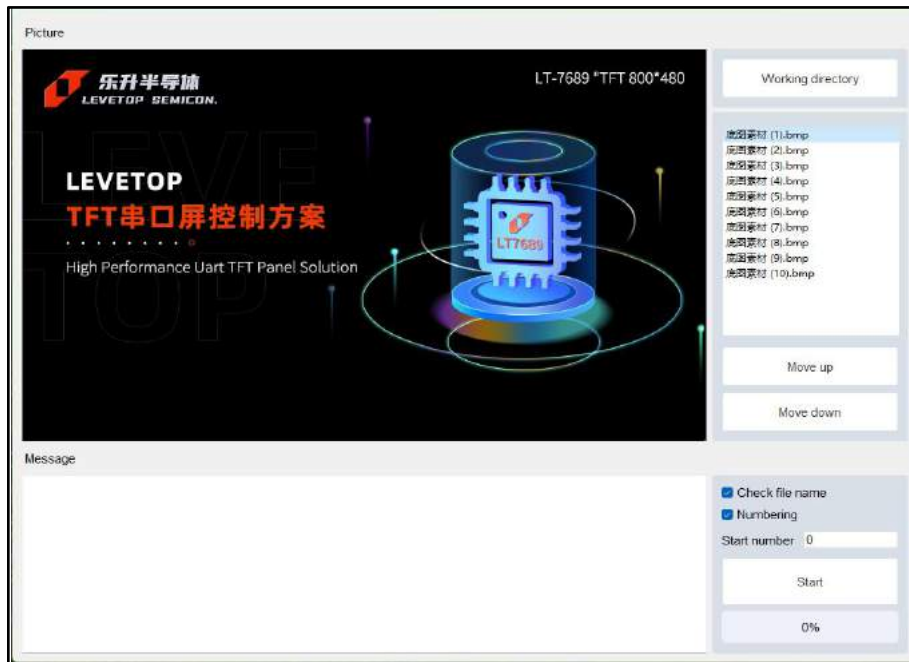 Picture
乐升半导体
LEVETOP SEMICON.
LT-7689 *TFT 800*480
LEVETOP
TFT串口屏控制方案
High Performance Uart TFT Panel Solution
LT7689
LEVE
TOP
Working directory
底图素材 (1).bmp
底图素材 (2).bmp
底图素材 (3).bmp
底图素材 (4).bmp
底图素材 (5).bmp
底图素材 (6).bmp
底图素材 (7).bmp
底图素材 (8).bmp
底图素材 (9).bmp
底图素材 (10).bmp
Move up
Move down
Message
Check file name
Numbering
Start number 0
Start
0%